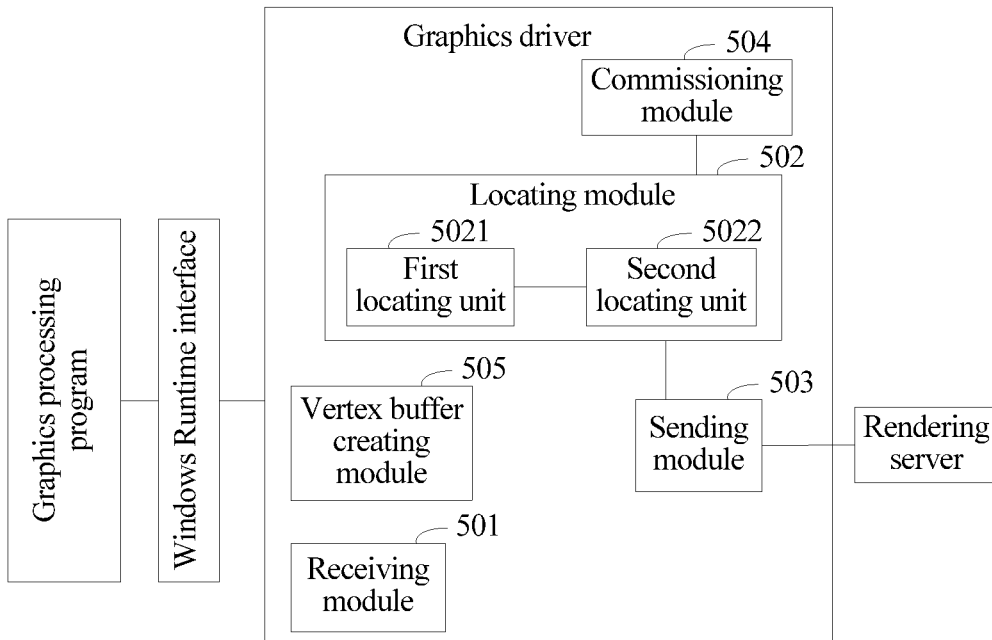 Graphics driver
504
Commissioning
module
502
Locating module
5021
First
locating unit
5022
Second
locating unit
Graphics processing
program
Windows Runtime interface
505
Vertex buffer
creating
module
503
Sending
module
Rendering
server
501
Receiving
module